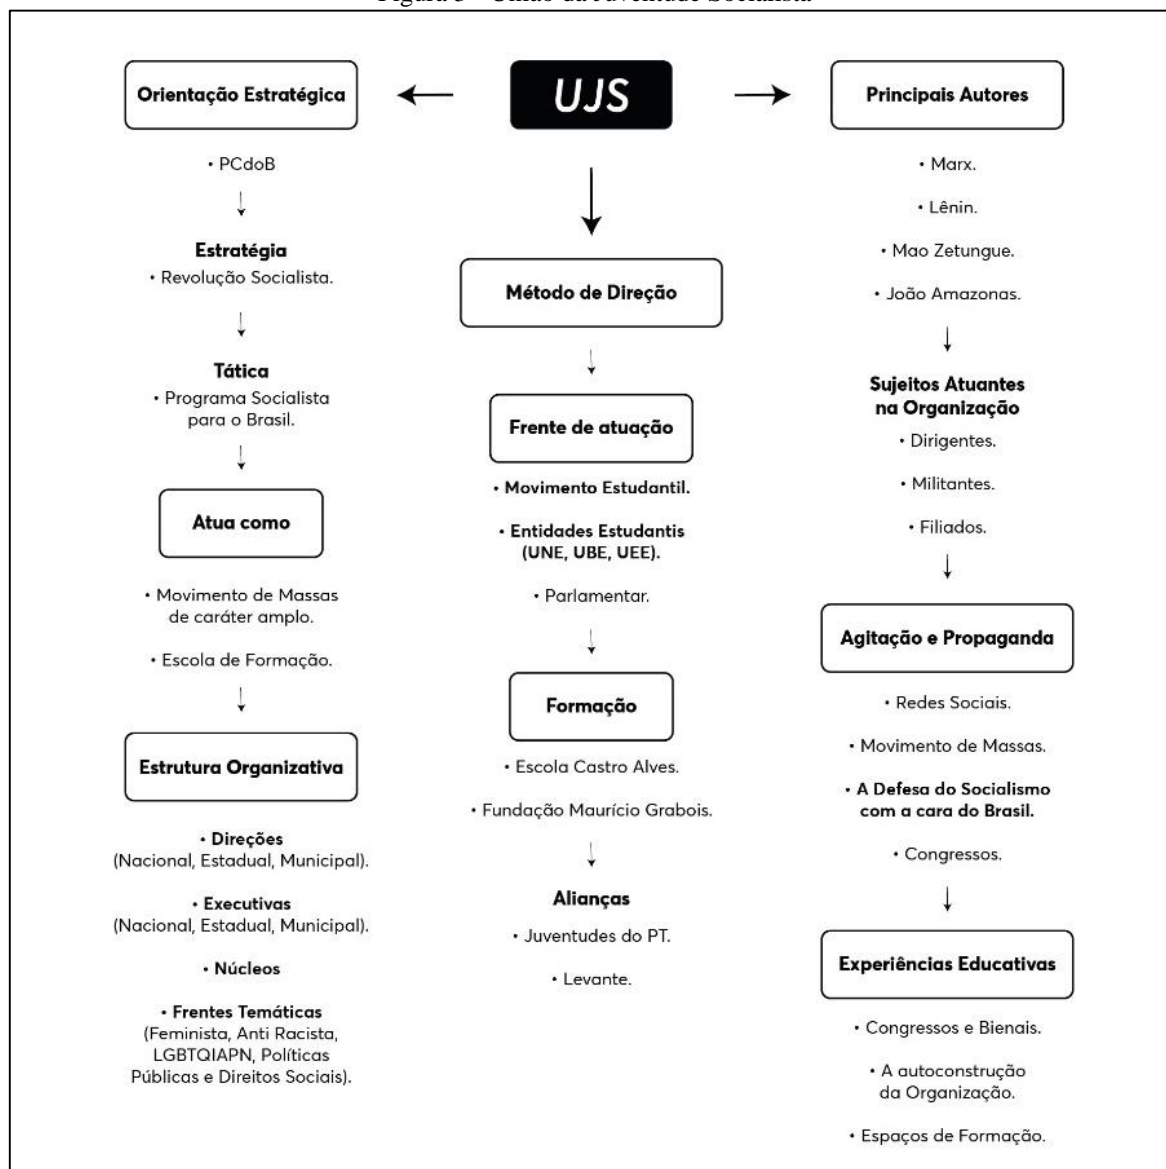 Figura 3 - União da Juventude Socialista
UJS
Orientação Estratégica
• PCdoB
Estratégia
• Revolução Socialista.
Tática
• Programa Socialista
para o Brasil.
Atua como
• Movimento de Massas
de caráter amplo.
• Escola de Formação.
Estrutura Organizativa
• Direções
(Nacional, Estadual, Municipal).
• Executivas
(Nacional, Estadual, Municipal).
• Núcleos
• Frentes Temáticas
(Feminista, Anti Racista,
LGBTQIAPN, Políticas
Públicas e Direitos Sociais).
Método de Direção
Frente de atuação
• Movimento Estudantil.
• Entidades Estudantis
(UNE, UBE, UEE).
• Parlamentar.
Formação
• Escola Castro Alves.
• Fundação Maurício Grabois.
Alianças
• Juventudes do PT.
• Levante.
Principais Autores
• Marx.
• Lênin.
• Mao Zetungue.
• João Amazonas.
Sujeitos Atuantes
na Organização
• Dirigentes.
• Militantes.
• Filiados.
Agitação e Propaganda
• Redes Sociais.
• Movimento de Massas.
• A Defesa do Socialismo
com a cara do Brasil.
• Congressos.
Experiências Educativas
• Congressos e Bienais.
• A autoconstrução
da Organização.
• Espaços de Formação.